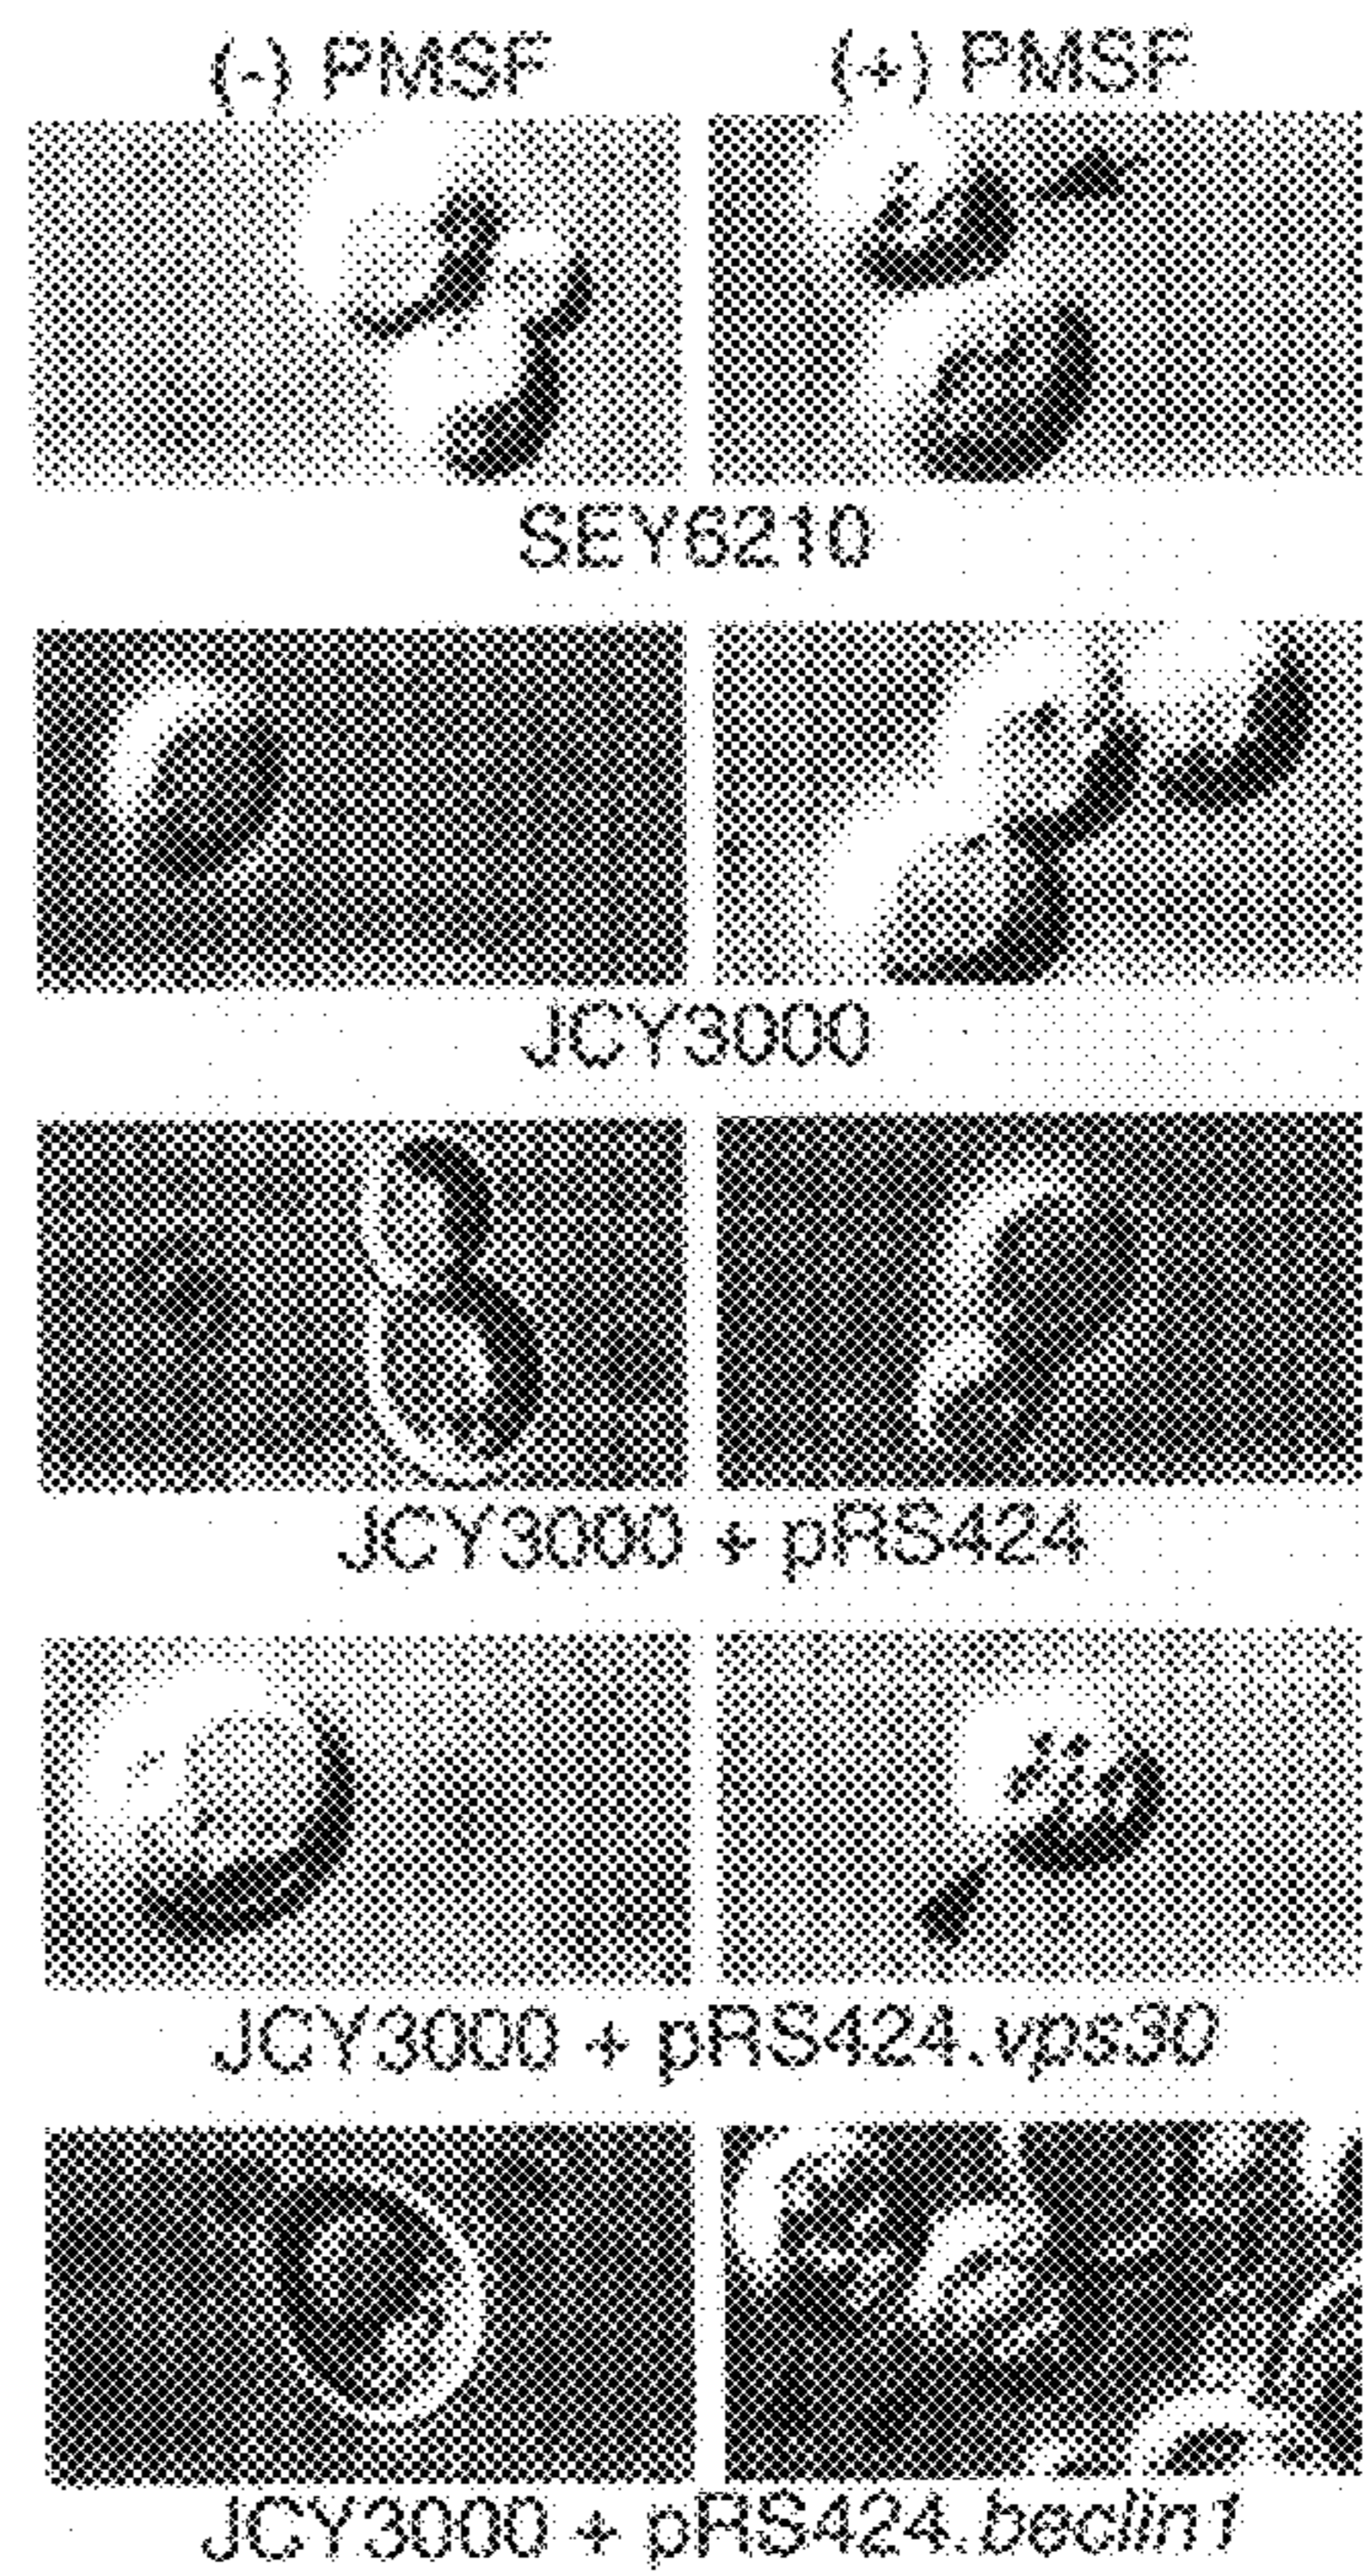 (-) PMSF (+) PMSF
SEY6210
JCY3000
JCY3000 + pRS424
JCY3000 + pRS424.vps30
JCY3000 + pRS424.beclin1